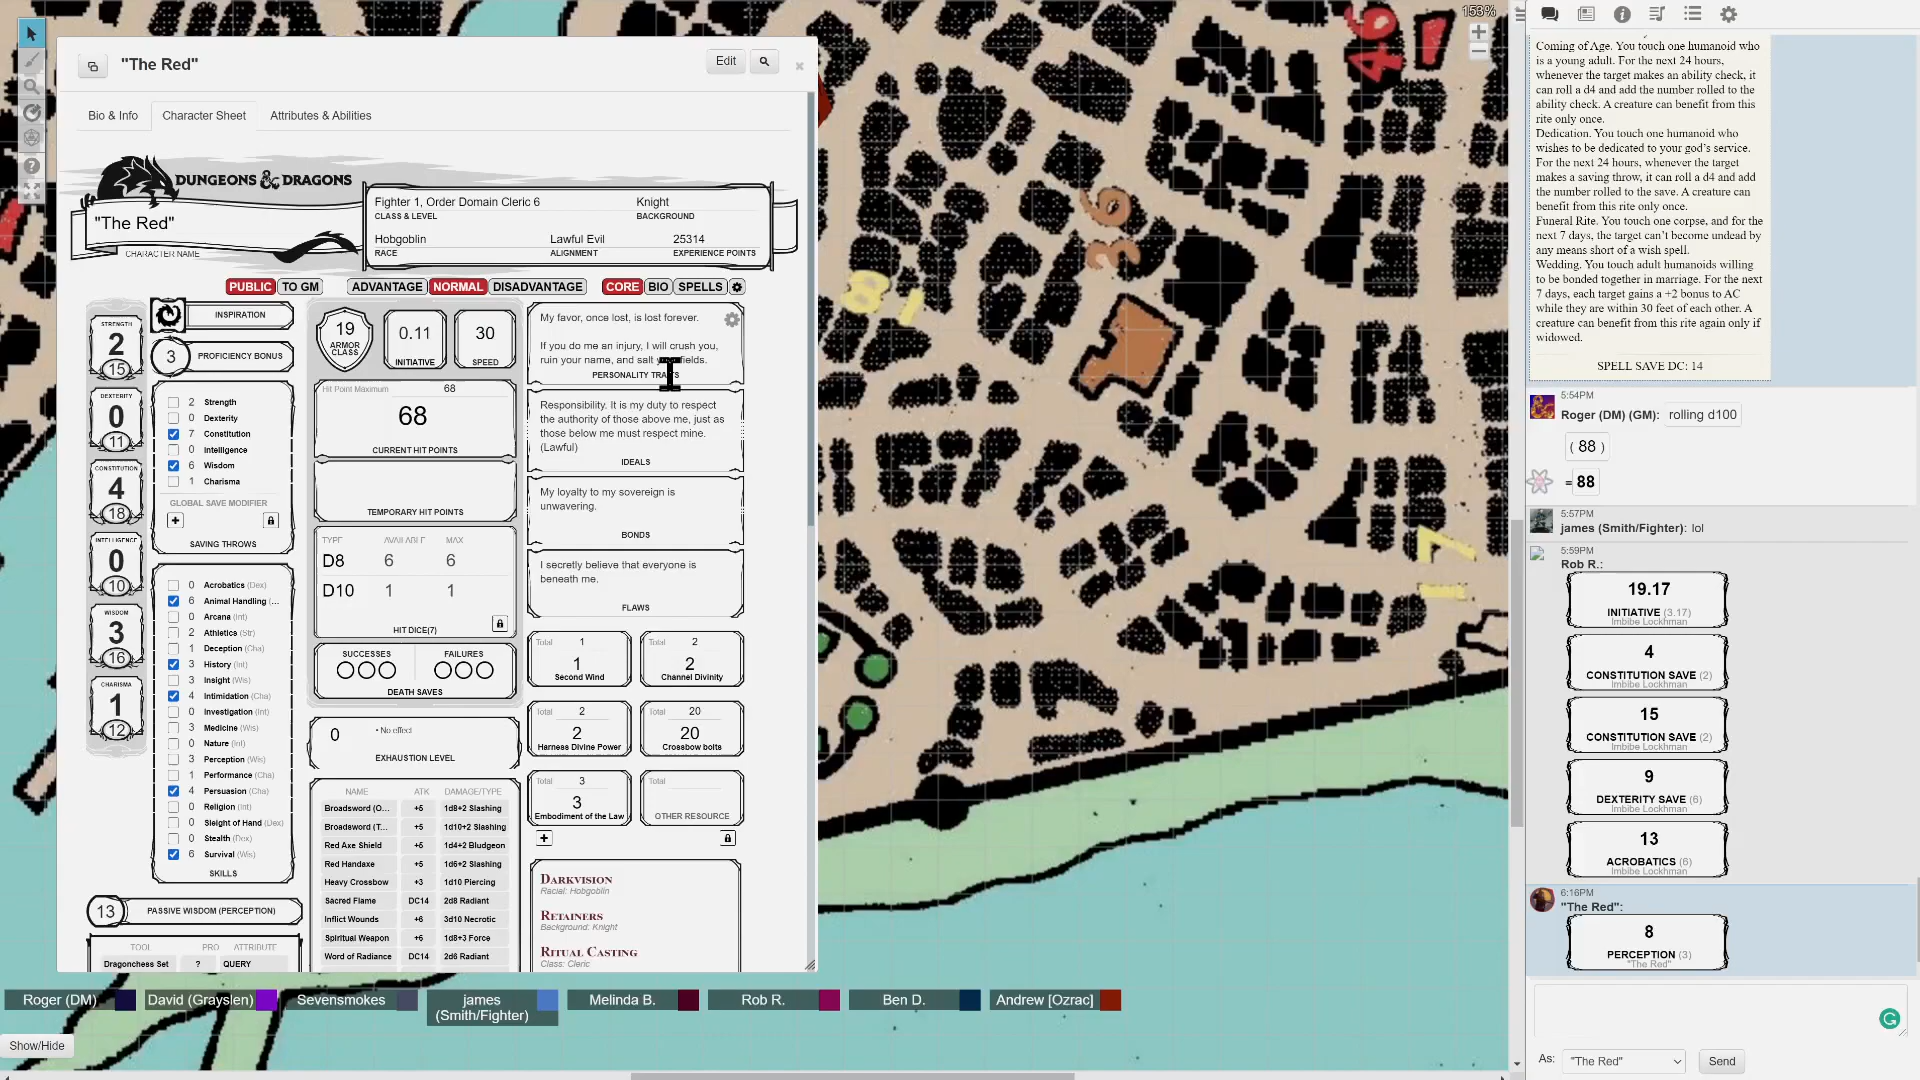 "The Red"
Edit
Bio & Info
Character Sheet
Attributes & Abilities
DUNGEONS & DRAGONS
"The Red"
CHARACTER NAME
Fighter 1, Order Domain Cleric 6
Knight
CLASS & LEVEL
BACKGROUND
Hobgoblin
Lawful Evil
25314
RACE
ALIGNMENT
EXPERIENCE POINTS
PUBLIC
TO GM
ADVANTAGE
NORMAL
DISADVANTAGE
CORE
BIO
SPELLS
STRENGTH
2
15
DEXTERITY
0
11
CONSTITUTION
4
18
INTELLIGENCE
0
10
WISDOM
3
16
CHARISMA
1
12
INSPIRATION
3
PROFICIENCY BONUS
2 Strength
0 Dexterity
7 Constitution
0 Intelligence
6 Wisdom
1 Charisma
GLOBAL SAVE MODIFIER
+
SAVING THROWS
0 Acrobatics (Dex)
6 Animal Handling (...
0 Arcana (Int)
2 Athletics (Str)
1 Deception (Cha)
3 History (Int)
3 Insight (Wis)
4 Intimidation (Cha)
0 Investigation (Int)
3 Medicine (Wis)
0 Nature (Int)
3 Perception (Wis)
1 Performance (Cha)
4 Persuasion (Cha)
0 Religion (Int)
0 Sleight of Hand (Dex)
0 Stealth (Dex)
6 Survival (Wis)
SKILLS
13
PASSIVE WISDOM (PERCEPTION)
TOOL PRO ATTRIBUTE
Dragonchess Set ? QUERY
19
ARMOR
CLASS
0.11
INITIATIVE
30
SPEED
Hit Point Maximum 68
68
CURRENT HIT POINTS
TEMPORARY HIT POINTS
TYPE AVAILABLE MAX
D8 6 6
D10 1 1
HIT DICE(7)
SUCCESSES
FAILURES
DEATH SAVES
0
• No effect
EXHAUSTION LEVEL
NAME ATK DAMAGE/TYPE
Broadsword (O... +5 1d8+2 Slashing
Broadsword (T... +5 1d10+2 Slashing
Red Axe Shield +5 1d4+2 Bludgeon
Red Handaxe +5 1d6+2 Slashing
Heavy Crossbow +3 1d10 Piercing
Sacred Flame DC14 2d8 Radiant
Inflict Wounds +6 3d10 Necrotic
Spiritual Weapon +6 1d8+3 Force
Word of Radiance DC14 2d6 Radiant
My favor, once lost, is lost forever.
If you do me an injury, I will crush you,
ruin your name, and salt fields.
PERSONALITY TRAITS
Responsibility. It is my duty to respect
the authority of those above me, just as
those below me must respect mine.
(Lawful)
IDEALS
My loyalty to my sovereign is
unwavering.
BONDS
I secretly believe that everyone is
beneath me.
FLAWS
Total 1
1
Second Wind
Total 2
2
Channel Divinity
Total 2
2
Harness Divine Power
Total 20
20
Crossbow bolts
Total 3
3
Embodiment of the Law
Total
OTHER RESOURCE
+
DARKVISION
Racial: Hobgoblin
RETAINERS
Background: Knight
RITUAL CASTING
Class: Cleric
46
36
18
17
153%
Coming of Age. You touch one humanoid who
is a young adult. For the next 24 hours,
whenever the target makes an ability check, it
can roll a d4 and add the number rolled to the
ability check. A creature can benefit from this
rite only once.
Dedication. You touch one humanoid who
wishes to be dedicated to your god's service.
For the next 24 hours, whenever the target
makes a saving throw, it can roll a d4 and add
the number rolled to the save. A creature can
benefit from this rite only once.
Funeral Rite. You touch one corpse, and for the
next 7 days, the target can't become undead by
any means short of a wish spell.
Wedding. You touch adult humanoids willing
to be bonded together in marriage. For the next
7 days, each target gains a +2 bonus to AC
while they are within 30 feet of each other. A
creature can benefit from this rite again only if
widowed.
SPELL SAVE DC: 14
5:54PM
Roger (DM) (GM): rolling d100
( 88 )
=88
5:57PM
james (Smith/Fighter): lol
5:59PM
Rob R.:
19.17
INITIATIVE (3.17)
Imbibe Lockhman
4
CONSTITUTION SAVE (2)
Imbibe Lockhman
15
CONSTITUTION SAVE (2)
Imbibe Lockhman
9
DEXTERITY SAVE (6)
Imbibe Lockhman
13
ACROBATICS (6)
Imbibe Lockhman
6:16PM
"The Red":
8
PERCEPTION (3)
"The Red"
As: "The Red"
Send
Roger (DM)
David (Grayslen)
Sevensmokes
james
(Smith/Fighter)
Melinda B.
Rob R.
Ben D.
Andrew [Ozrac]
Show/Hide